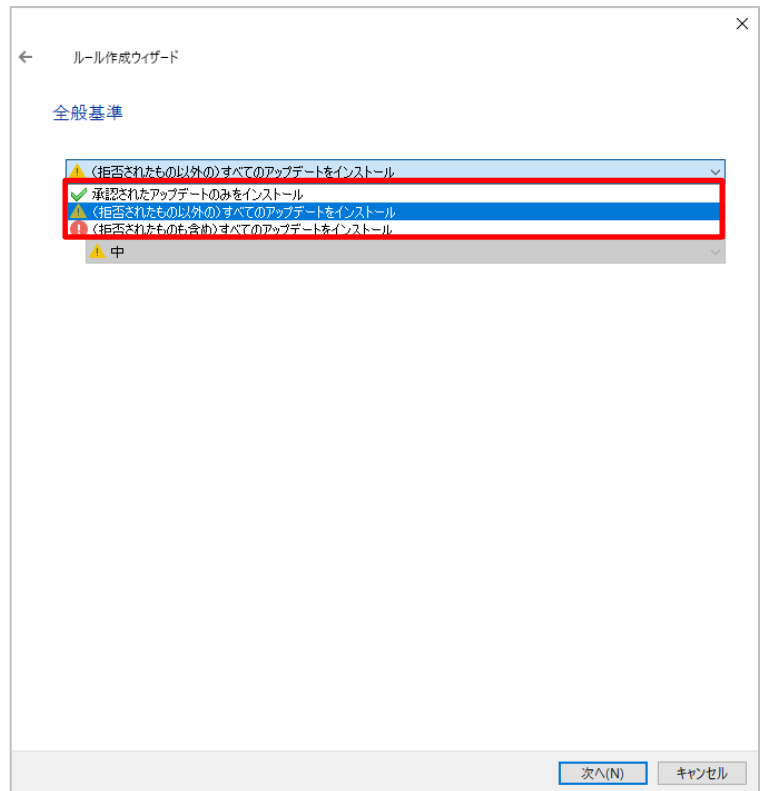 ルール作成ウィザード
全般基準
(拒否されたもの以外の)すべてのアップデートをインストール
承認されたアップデートのみをインストール
(拒否されたもの以外の)すべてのアップデートをインストール
(拒否されたものも含め)すべてのアップデートをインストール
中
次へ(N)
キャンセル